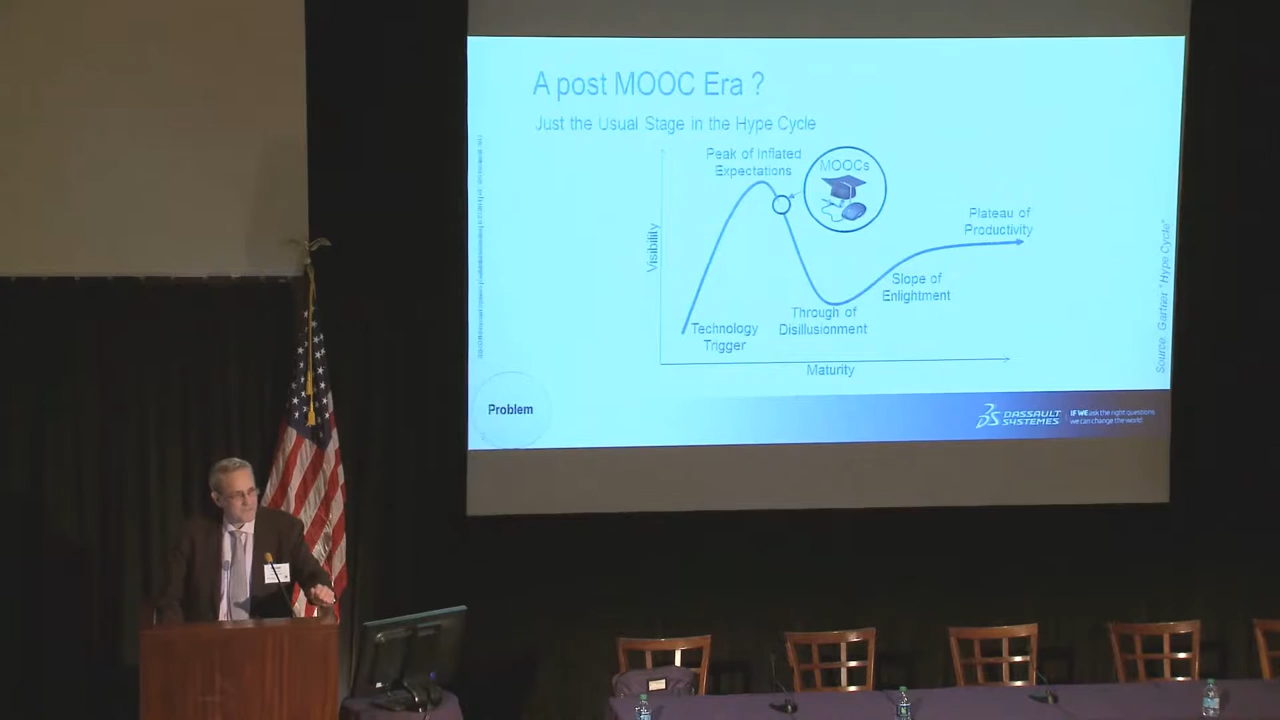 A post MOOC Era ?
Just the Usual Stage in the Hype Cycle
Peak of Inflated
Expectations
MOOCs
Plateau of
Productivity
Visibility
Slope of
Enlightment
Through of
Disillusionment
Technology
Trigger
Maturity
Source: Gartner "Hype Cycle"
Problem
DASSAULT
SYSTEMES
IF WE ask the right questions
we can change the world.